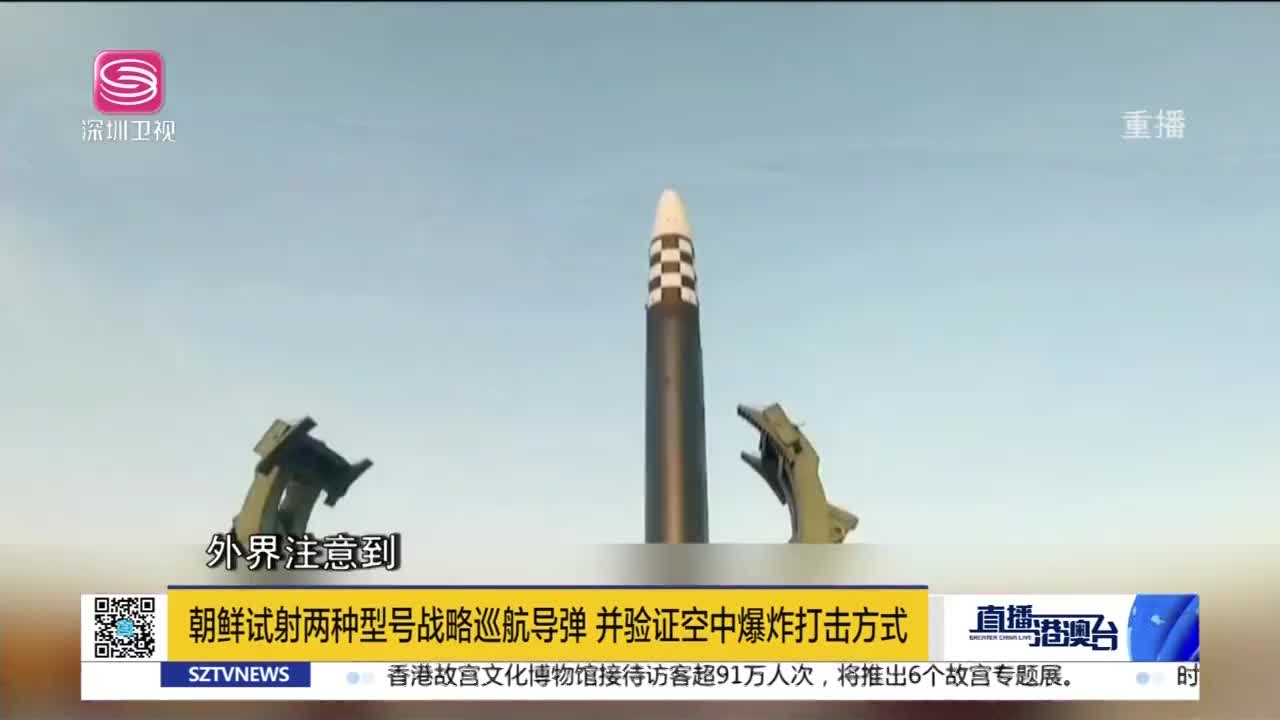 深圳卫视
重播
外界注意到
朝鲜试射两种型号战略巡航导弹 并验证空中爆炸打击方式
直播港澳台
GREATER CHINA LIVE
SZTVNEWS
香港故宫文化博物馆接待访客超91万人次，将推出6个故宫专题展。
时